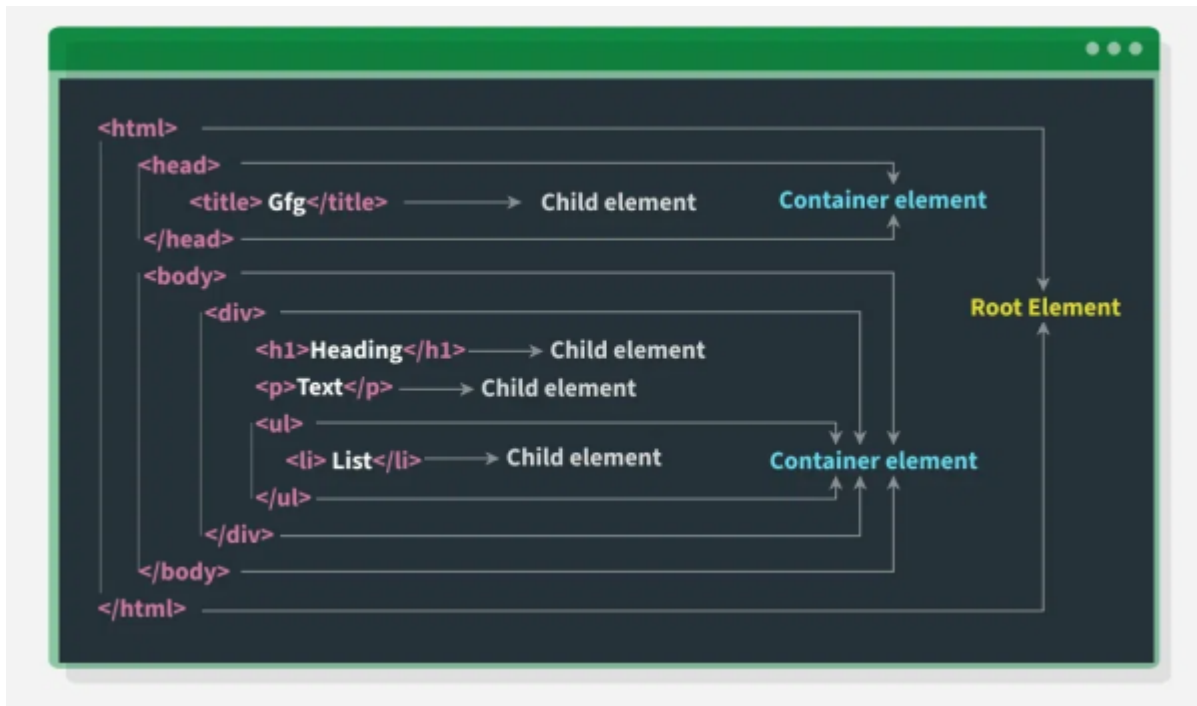 <html>
<head>
<title> Gfg</title> Child element Container element
</head>
<body>
<div> Root Element
<h1>Heading</h1> Child element
<p>Text</p> Child element
<ul>
<li> List</li> Child element Container element
</ul>
</div>
</body>
</html>